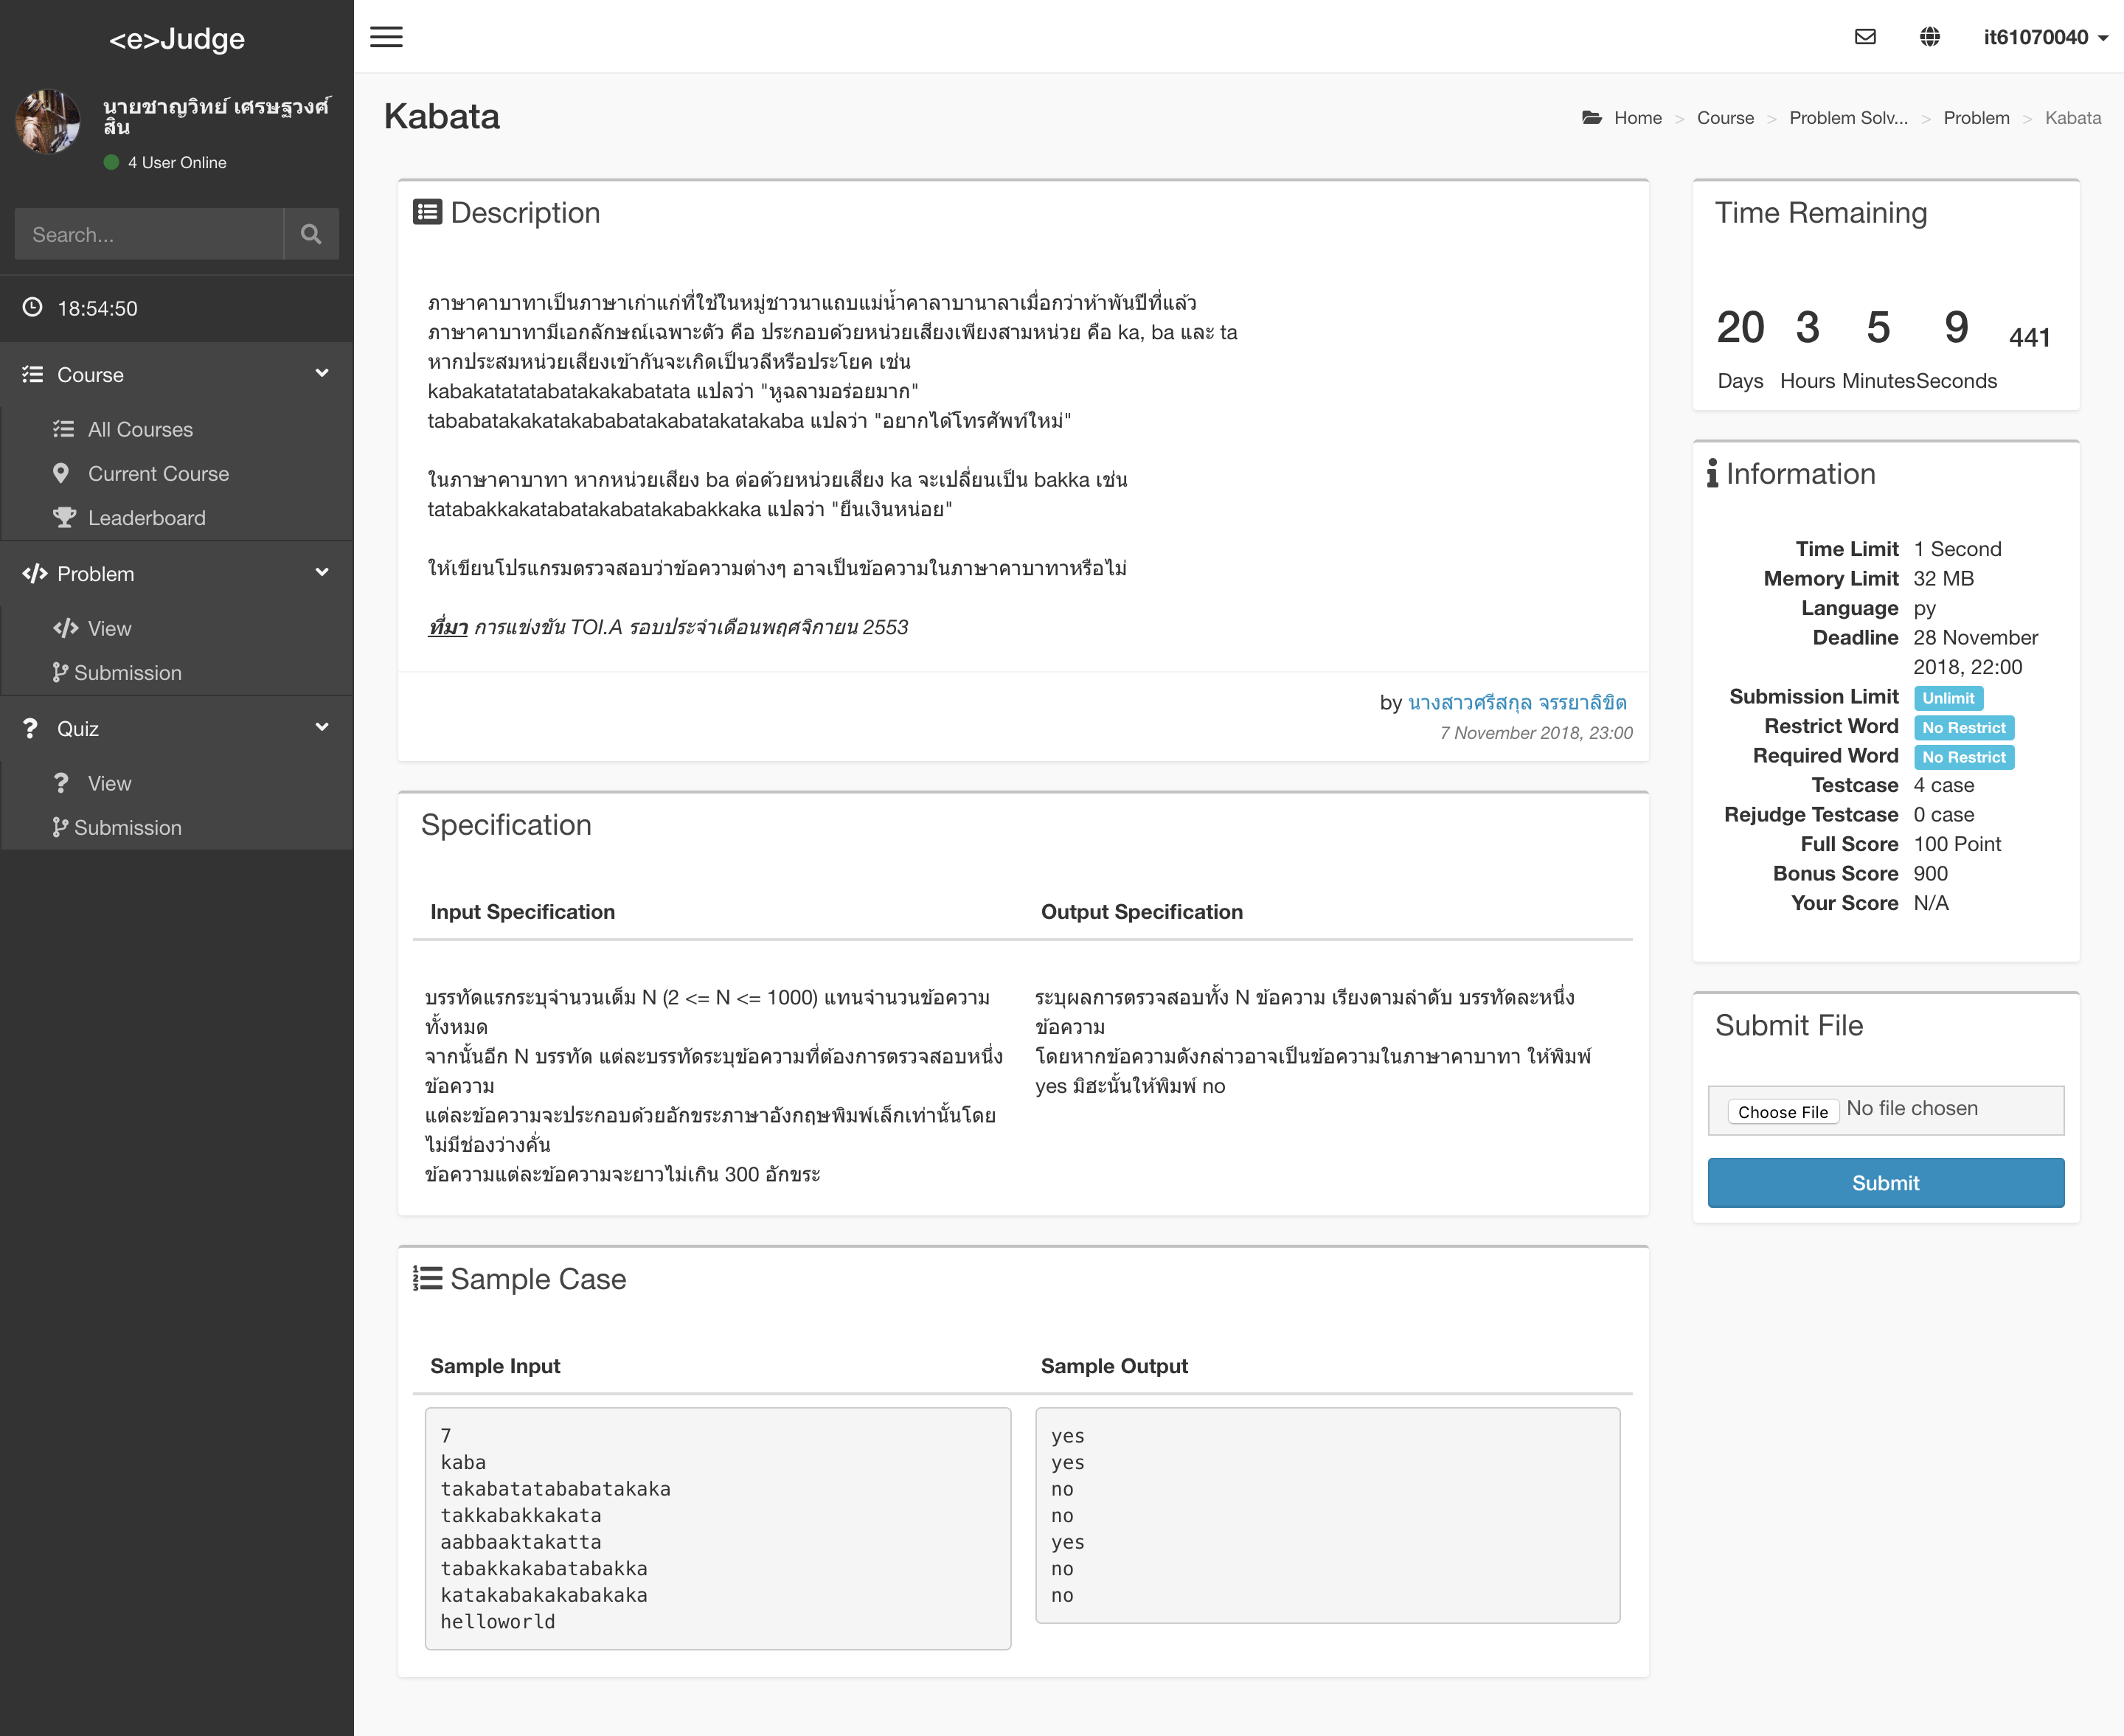 <e>Judge
นายชาญวิทย์ เศรษฐวงศ์
สิน
4 User Online
Search...
18:54:50
Course
All Courses
Current Course
Leaderboard
Problem
View
Submission
Quiz
View
Submission
it61070040
Kabata
Home > Course > Problem Solv... > Problem > Kabata
Description
ภาษาคาบาทาเป็นภาษาเก่าแก่ที่ใช้ในหมู่ชาวนาแถบแม่น้ำคาลาบานาลาเมื่อกว่าห้าพันปีที่แล้ว
ภาษาคาบาทามีเอกลักษณ์เฉพาะตัว คือ ประกอบด้วยหน่วยเสียงเพียงสามหน่วย คือ ka, ba และ ta
หากประสมหน่วยเสียงเข้ากันจะเกิดเป็นวลีหรือประโยค เช่น
kabakatatatabatakakabatata แปลว่า "หูฉลามอร่อยมาก"
tababatakakatakababatakabatakatakaba แปลว่า "อยากได้โทรศัพท์ใหม่"
ในภาษาคาบาทา หากหน่วยเสียง ba ต่อด้วยหน่วยเสียง ka จะเปลี่ยนเป็น bakka เช่น
tatabakkakatabatakabatakabakkaka แปลว่า "ยืนเงินหน่อย"
ให้เขียนโปรแกรมตรวจสอบว่าข้อความต่างๆ อาจเป็นข้อความในภาษาคาบาทาหรือไม่
ที่มา การแข่งขัน TOI.A รอบประจำเดือนพฤศจิกายน 2553
by นางสาวศรีสกุล จรรยาลิขิต
7 November 2018, 23:00
Specification
Input Specification
บรรทัดแรกระบุจำนวนเต็ม N (2 <= N <= 1000) แทนจำนวนข้อความ
ทั้งหมด
จากนั้นอีก N บรรทัด แต่ละบรรทัดระบุข้อความที่ต้องการตรวจสอบหนึ่ง
ข้อความ
แต่ละข้อความจะประกอบด้วยอักขระภาษาอังกฤษพิมพ์เล็กเท่านั้นโดย
ไม่มีช่องว่างคั่น
ข้อความแต่ละข้อความจะยาวไม่เกิน 300 อักขระ
Output Specification
ระบุผลการตรวจสอบทั้ง N ข้อความ เรียงตามลำดับ บรรทัดละหนึ่ง
ข้อความ
โดยหากข้อความดังกล่าวอาจเป็นข้อความในภาษาคาบาทา ให้พิมพ์
yes มิฮะนั้นให้พิมพ์ no
Sample Case
Sample Input
7
kaba
takabatatababatakaka
takkabakkakata
aabbaaktakatta
tabakkakabatabakka
katakabakakabakaka
helloworld
Sample Output
yes
yes
no
no
yes
no
no
Time Remaining
20 3 5 9 441
Days Hours Minutes Seconds
Information
Time Limit 1 Second
Memory Limit 32 MB
Language py
Deadline 28 November
2018, 22:00
Submission Limit Unlimit
Restrict Word No Restrict
Required Word No Restrict
Testcase 4 case
Rejudge Testcase 0 case
Full Score 100 Point
Bonus Score 900
Your Score N/A
Submit File
Choose File No file chosen
Submit